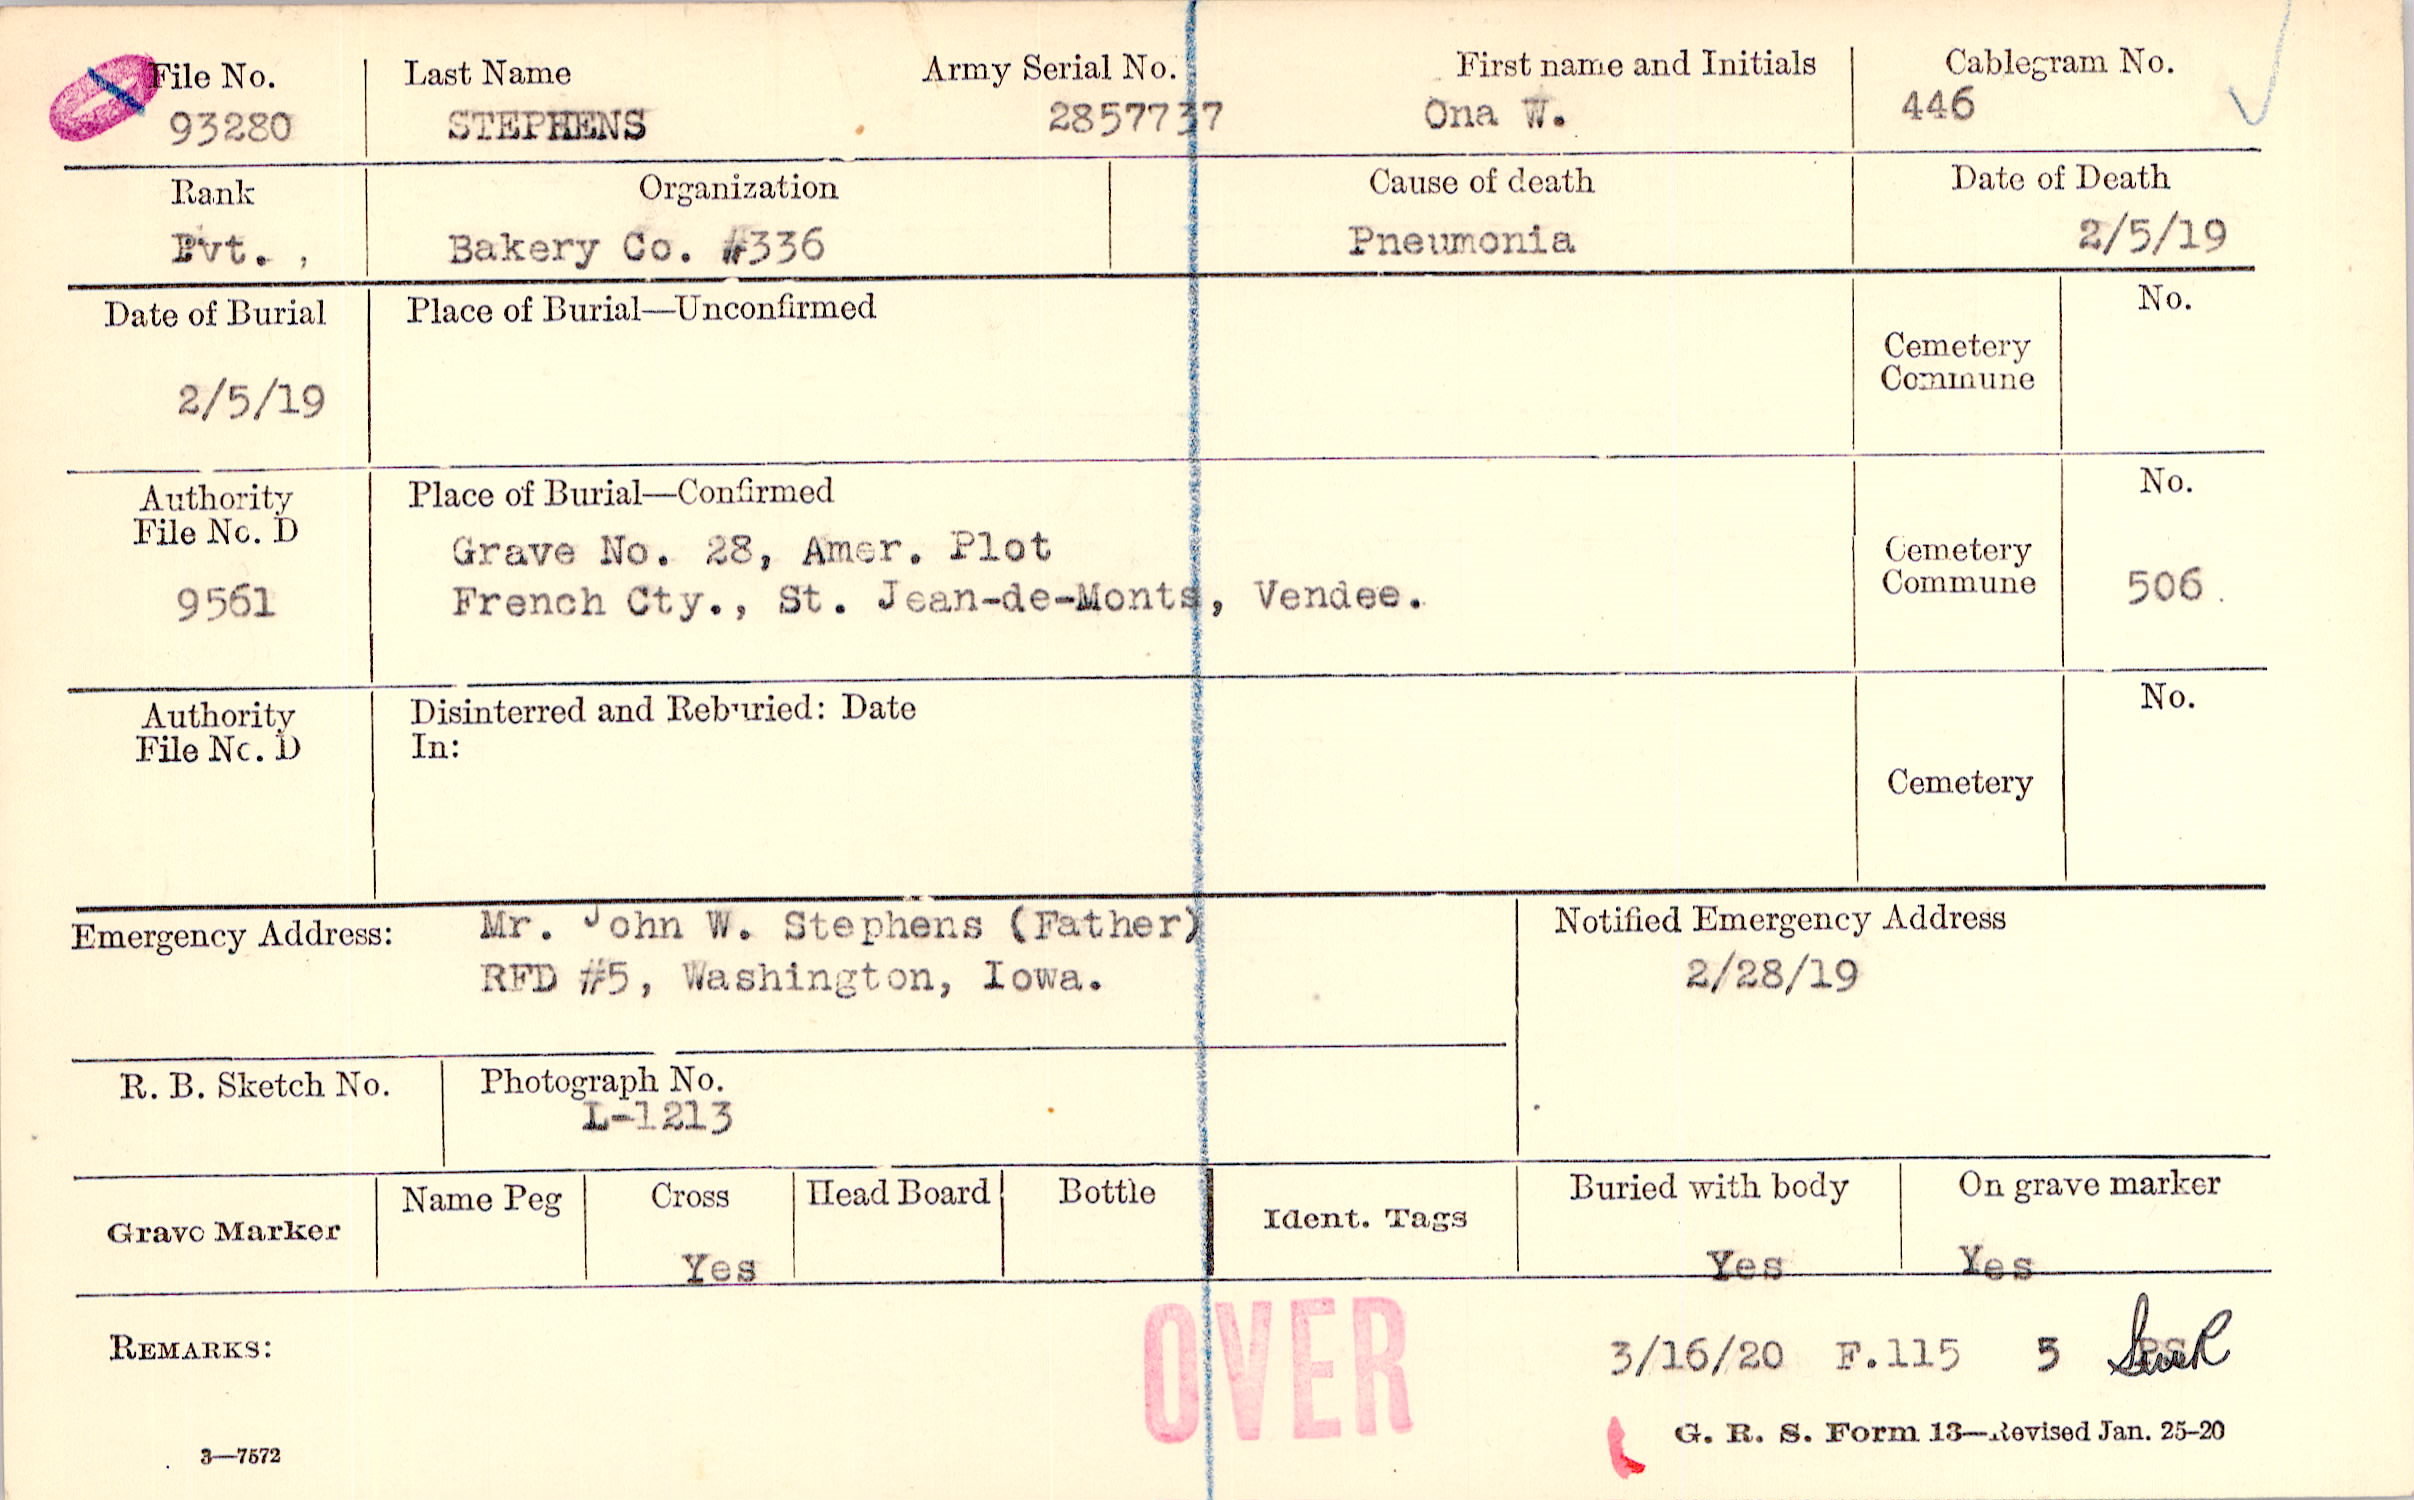 File No. Last Name Army Serial No. First name and Initials Cablegram No.
93280 STEPHENS 2857737 Ona W. 446
Rank Organization Cause of death Date of Death
Pvt. , Bakery Co. #336 Pneumonia 2/5/19
Date of Burial Place of Burial—Unconfirmed No.
Cemetery
Commune
2/5/19
Authority Place of Burial—Confirmed No.
File No. D
Grave No. 28, Amer. Plot Cemetery
9561 French Cty., St. Jean-de-Monts, Vendee. Commune 506.
Authority Disinterred and Reburied: Date No.
File No. D In:
Cemetery
Emergency Address: Mr. John W. Stephens (Father) Notified Emergency Address
RFD #5, Washington, Iowa. 2/28/19
R. B. Sketch No. Photograph No.
L-1213
Grave Marker Name Peg Cross Head Board Bottle Ident. Tags Buried with body On grave marker
Yes Yes Yes
OVER
REMARKS: 3/16/20 F.115 5
G. R. S. Form 13—Revised Jan. 25-20
3—7572